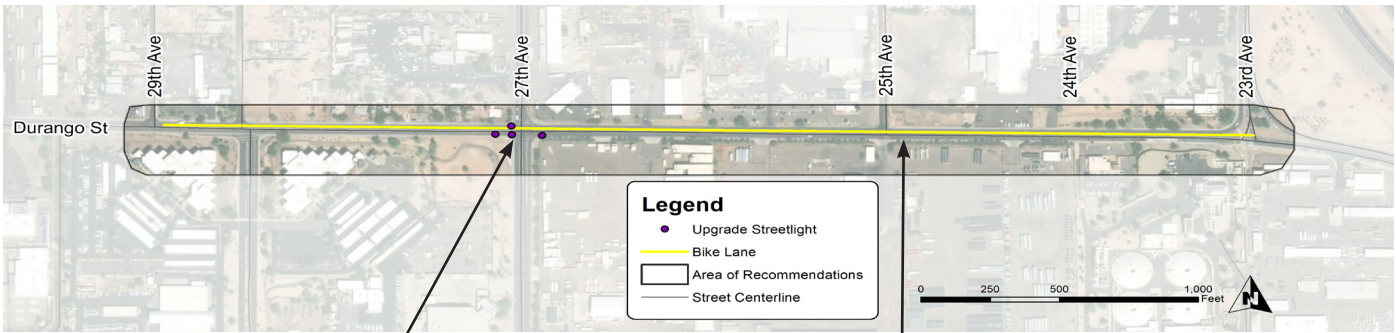 29th Ave
27th Ave
25th Ave
24th Ave
23rd Ave
Durango St
Legend
Upgrade Streetlight
Bike Lane
Area of Recommendations
Street Centerline
0 250 500 1,000
Feet
N